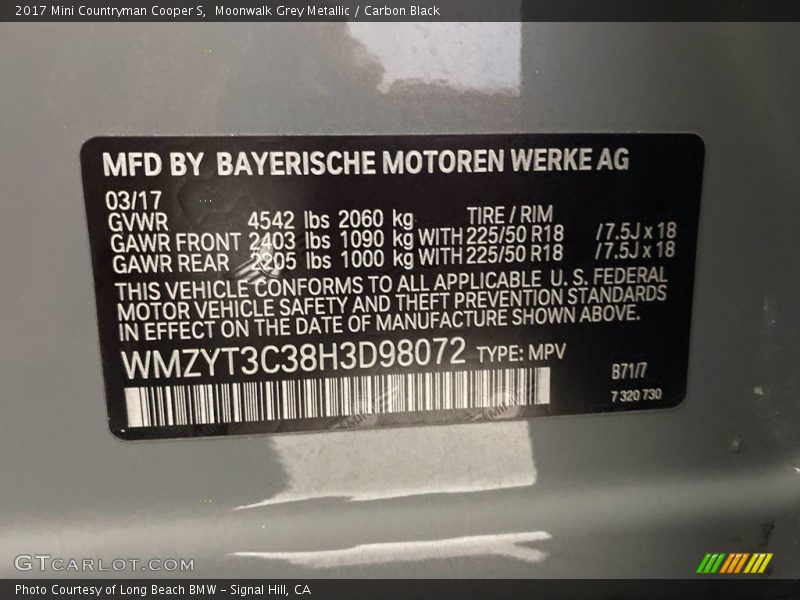 2017 Mini Countryman Cooper S, Moonwalk Grey Metallic / Carbon Black
MFD BY BAYERISCHE MOTOREN WERKE AG
03/17
GVWR 4542 lbs 2060 kg TIRE / RIM
GAWR FRONT 2403 lbs 1090 kg WITH 225/50 R18 /7.5J x 18
GAWR REAR 2205 lbs 1000 kg WITH 225/50 R18 /7.5J x 18
THIS VEHICLE CONFORMS TO ALL APPLICABLE U. S. FEDERAL
MOTOR VEHICLE SAFETY AND THEFT PREVENTION STANDARDS
IN EFFECT ON THE DATE OF MANUFACTURE SHOWN ABOVE.
WMZYT3C38H3D98072 TYPE: MPV
B71/7
7 320 730
GTCARLOT.COM
Photo Courtesy of Long Beach BMW - Signal Hill, CA